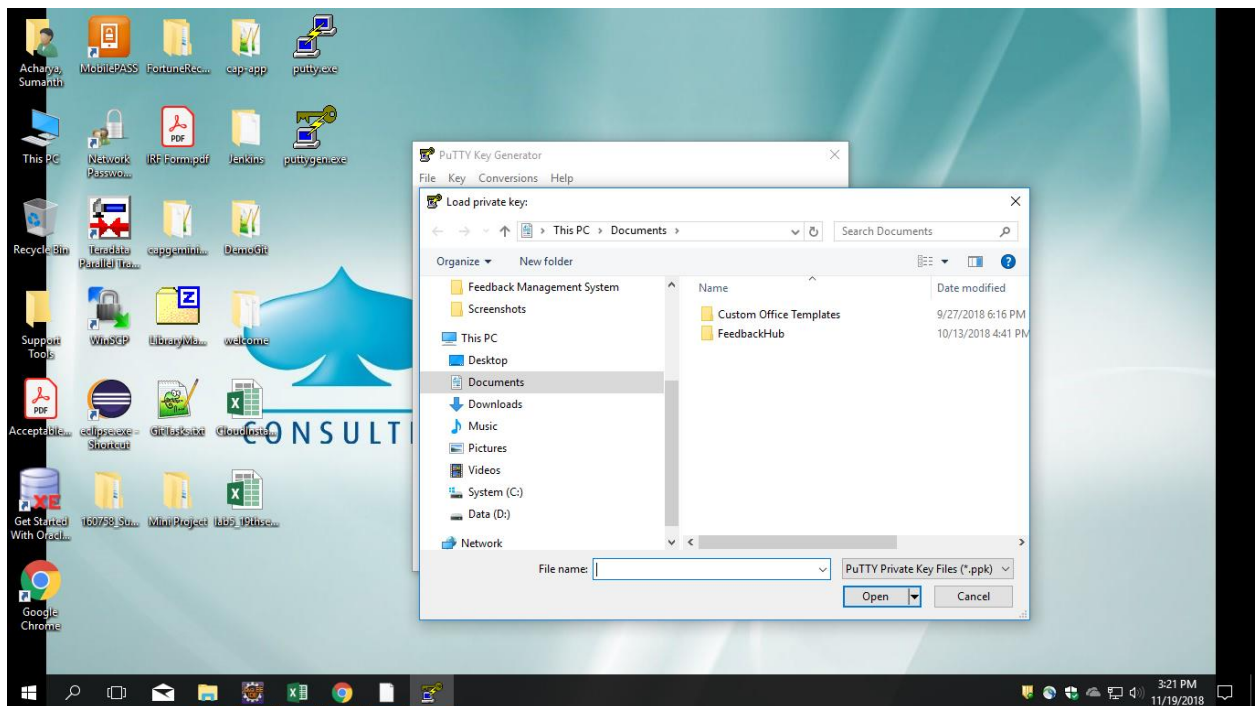 Acharya, Sumanth
MobilePASS
FortuneRec...
cap-app
putty.exe
This PC
Network Passwo...
IRF Form.pdf
Jenkins
puttygen.exe
Recycle Bin
Teradata Parallel Tra...
capgemini...
DemoGit
Support Tools
WinSCP
LibraryMa...
welcome
Acceptable...
eclipse.exe - Shortcut
GitTasks.txt
CloudInsta...
Get Started With Oracl...
160758_Su...
Mini Project
Google Chrome
PDF
PDF
XE
CONSULTI
PuTTY Key Generator
File Key Conversions Help
Load private key:
This PC > Documents >
Search Documents
Organize
New folder
Feedback Management System
Screenshots
This PC
Desktop
Documents
Downloads
Music
Pictures
Videos
System (C:)
Data (D:)
Network
Name Date modified
Custom Office Templates 9/27/2018 6:16 PM
FeedbackHub 10/13/2018 4:41 PM
File name:
PuTTY Private Key Files (*.ppk)
Open
Cancel
3:21 PM
11/19/2018